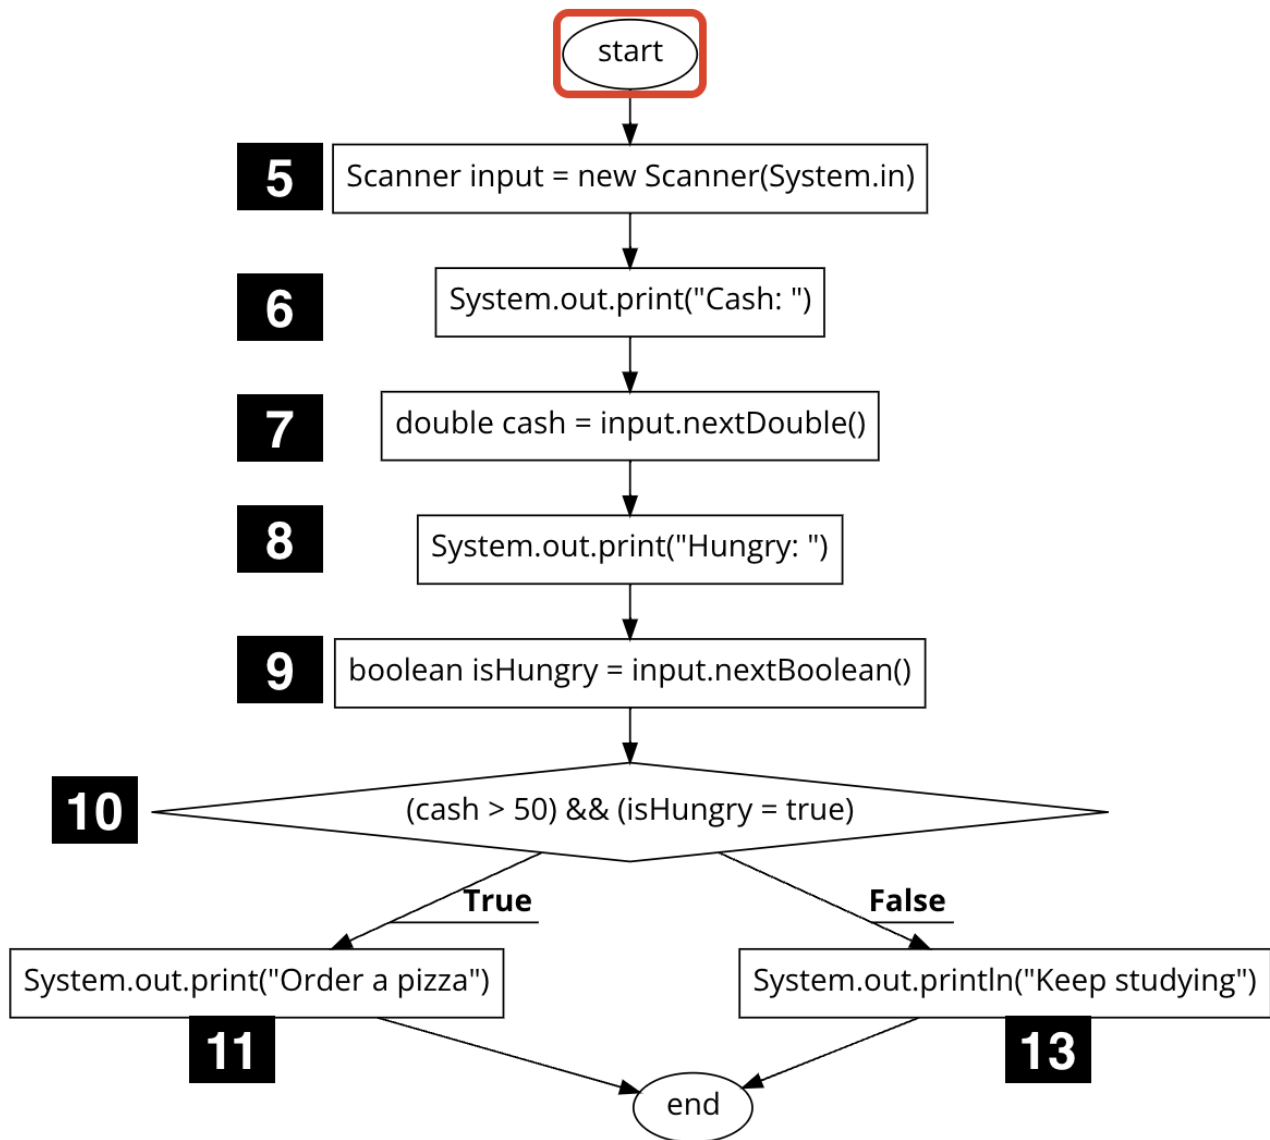 start
5 Scanner input = new Scanner(System.in)
6 System.out.print("Cash: ")
7 double cash = input.nextDouble()
8 System.out.print("Hungry: ")
9 boolean isHungry = input.nextBoolean()
10 (cash > 50) && (isHungry = true)
True False
System.out.print("Order a pizza") System.out.println("Keep studying")
11 13
end